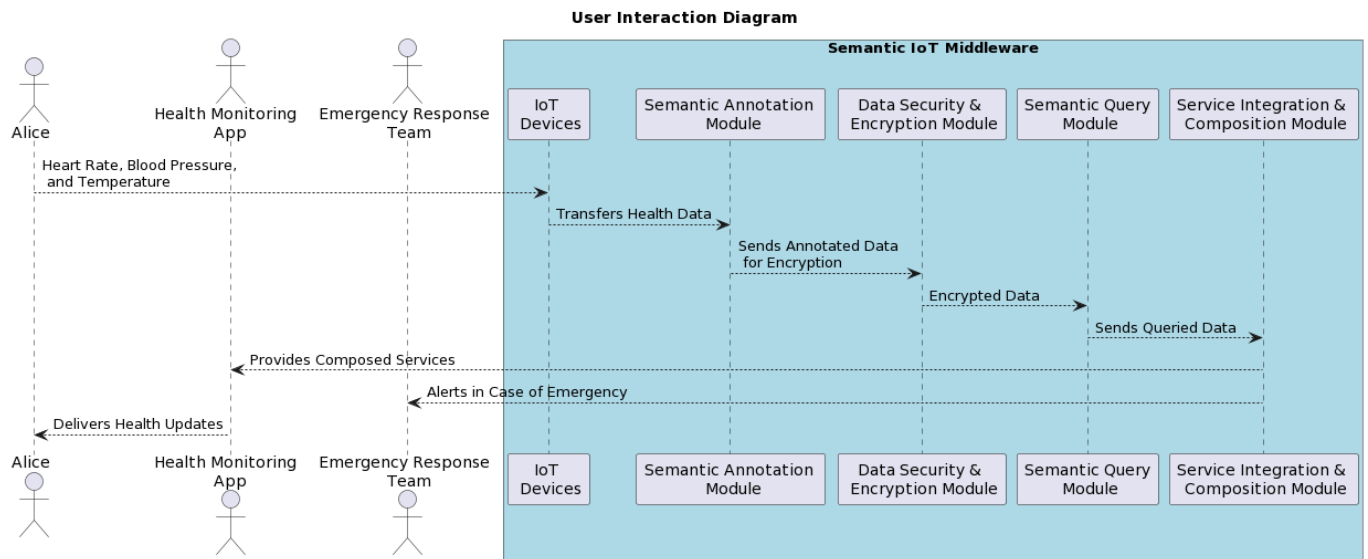 User Interaction Diagram
Semantic IoT Middleware
Alice
Health Monitoring
App
Emergency Response
Team
IoT
Devices
Semantic Annotation
Module
Data Security &
Encryption Module
Semantic Query
Module
Service Integration &
Composition Module
Heart Rate, Blood Pressure,
and Temperature
Transfers Health Data
Sends Annotated Data
for Encryption
Encrypted Data
Sends Queried Data
Provides Composed Services
Alerts in Case of Emergency
Delivers Health Updates
Alice
Health Monitoring
App
Emergency Response
Team
IoT
Devices
Semantic Annotation
Module
Data Security &
Encryption Module
Semantic Query
Module
Service Integration &
Composition Module